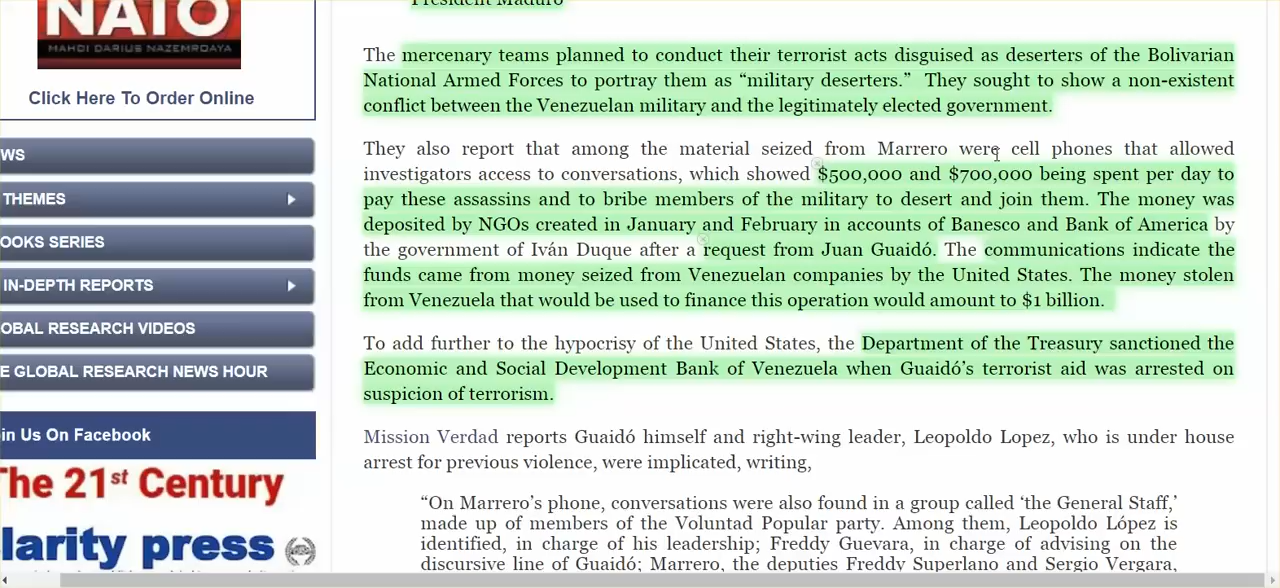 President Maduro
NATO
MAHDI DARIUS NAZEMROAYA
Click Here To Order Online
WS
THEMES
OOKS SERIES
IN-DEPTH REPORTS
OBAL RESEARCH VIDEOS
E GLOBAL RESEARCH NEWS HOUR
in Us On Facebook
The 21st Century
larity press
The mercenary teams planned to conduct their terrorist acts disguised as deserters of the Bolivarian
National Armed Forces to portray them as “military deserters.” They sought to show a non-existent
conflict between the Venezuelan military and the legitimately elected government.
They also report that among the material seized from Marrero were cell phones that allowed
investigators access to conversations, which showed $500,000 and $700,000 being spent per day to
pay these assassins and to bribe members of the military to desert and join them. The money was
deposited by NGOs created in January and February in accounts of Banesco and Bank of America by
the government of Iván Duque after a request from Juan Guaidó. The communications indicate the
funds came from money seized from Venezuelan companies by the United States. The money stolen
from Venezuela that would be used to finance this operation would amount to $1 billion.
To add further to the hypocrisy of the United States, the Department of the Treasury sanctioned the
Economic and Social Development Bank of Venezuela when Guaidó’s terrorist aid was arrested on
suspicion of terrorism.
Mission Verdad reports Guaidó himself and right-wing leader, Leopoldo Lopez, who is under house
arrest for previous violence, were implicated, writing,
“On Marrero’s phone, conversations were also found in a group called ‘the General Staff,’
made up of members of the Voluntad Popular party. Among them, Leopoldo López is
identified, in charge of his leadership; Freddy Guevara, in charge of advising on the
discursive line of Guaidó; Marrero, the deputies Freddy Superlano and Sergio Vergara,